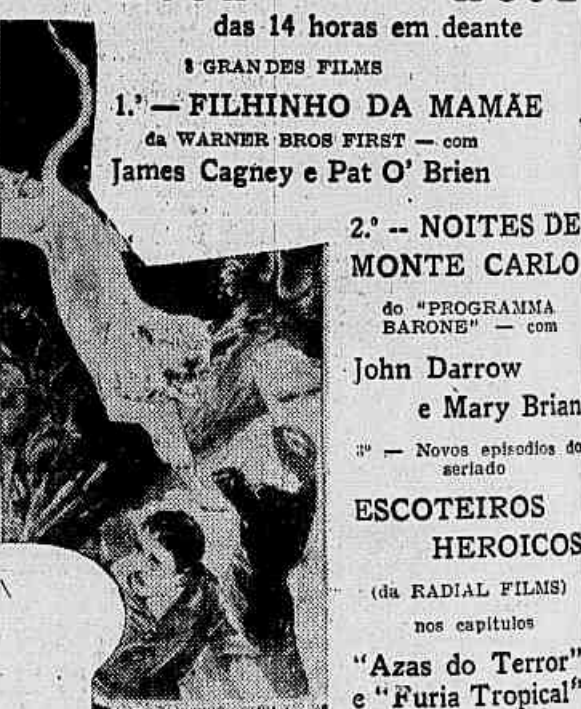 das 14 horas em deante
8 GRANDES FILMS
1.º — FILHINHO DA MAMÃE
da WARNER BROS FIRST — com
James Cagney e Pat O' Brien
2.º -- NOITES DE
MONTE CARLO
do "PROGRAMMA
BARONE" — com
John Darrow
e Mary Brian
3º — Novos episodios do
seriado
ESCOTEIROS
HEROICOS
(da RADIAL FILMS)
nos capitulos
"Azas do Terror"
e "Furia Tropical"